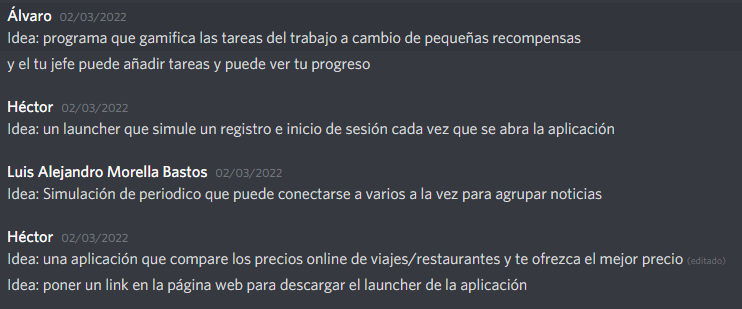 Álvaro 02/03/2022
Idea: programa que gamifica las tareas del trabajo a cambio de pequeñas recompensas
y el tu jefe puede añadir tareas y puede ver tu progreso
Héctor 02/03/2022
Idea: un launcher que simule un registro e inicio de sesión cada vez que se abra la aplicación
Luis Alejandro Morella Bastos 02/03/2022
Idea: Simulación de periodico que puede conectarse a varios a la vez para agrupar noticias
Héctor 02/03/2022
Idea: una aplicación que compare los precios online de viajes/restaurantes y te ofrezca el mejor precio (editado)
Idea: poner un link en la página web para descargar el launcher de la aplicación